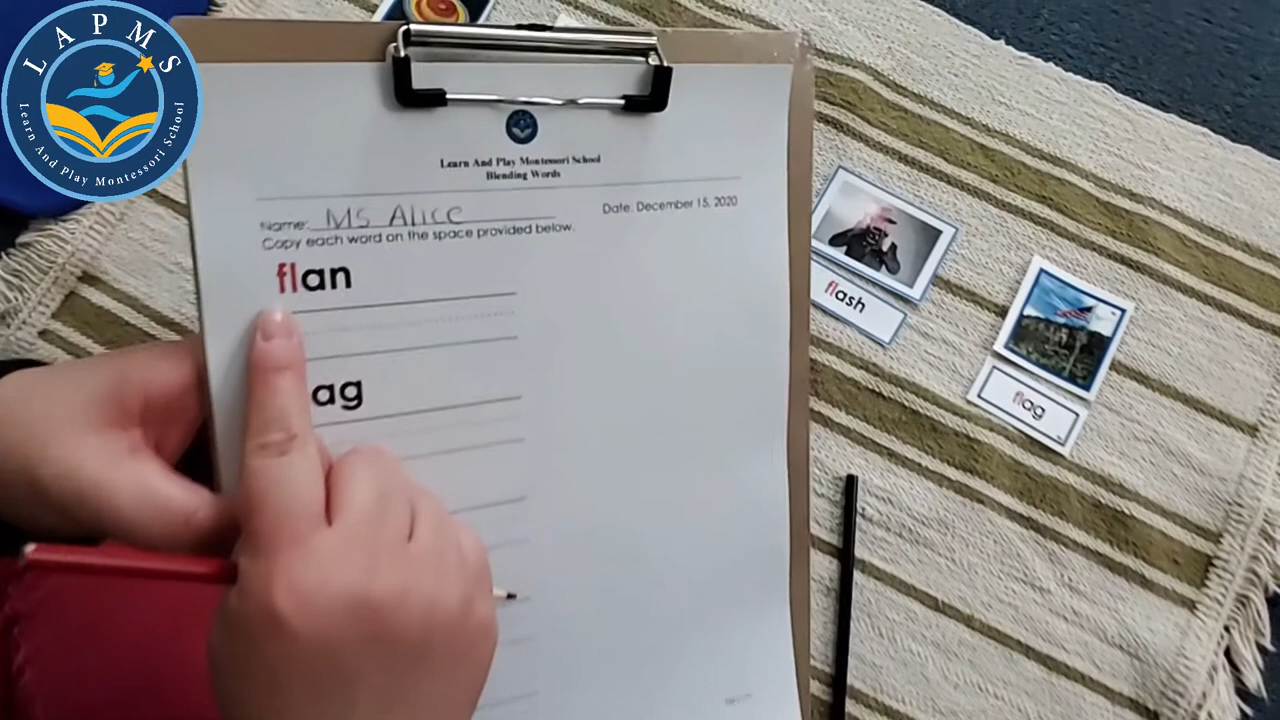 LAPMS
Learn And Play Montessori School
Learn And Play Montessori School
Blending Words
Name: Ms Alice
Date: December 15, 2020
Copy each word on the space provided below.
flan
ag
flash
flag